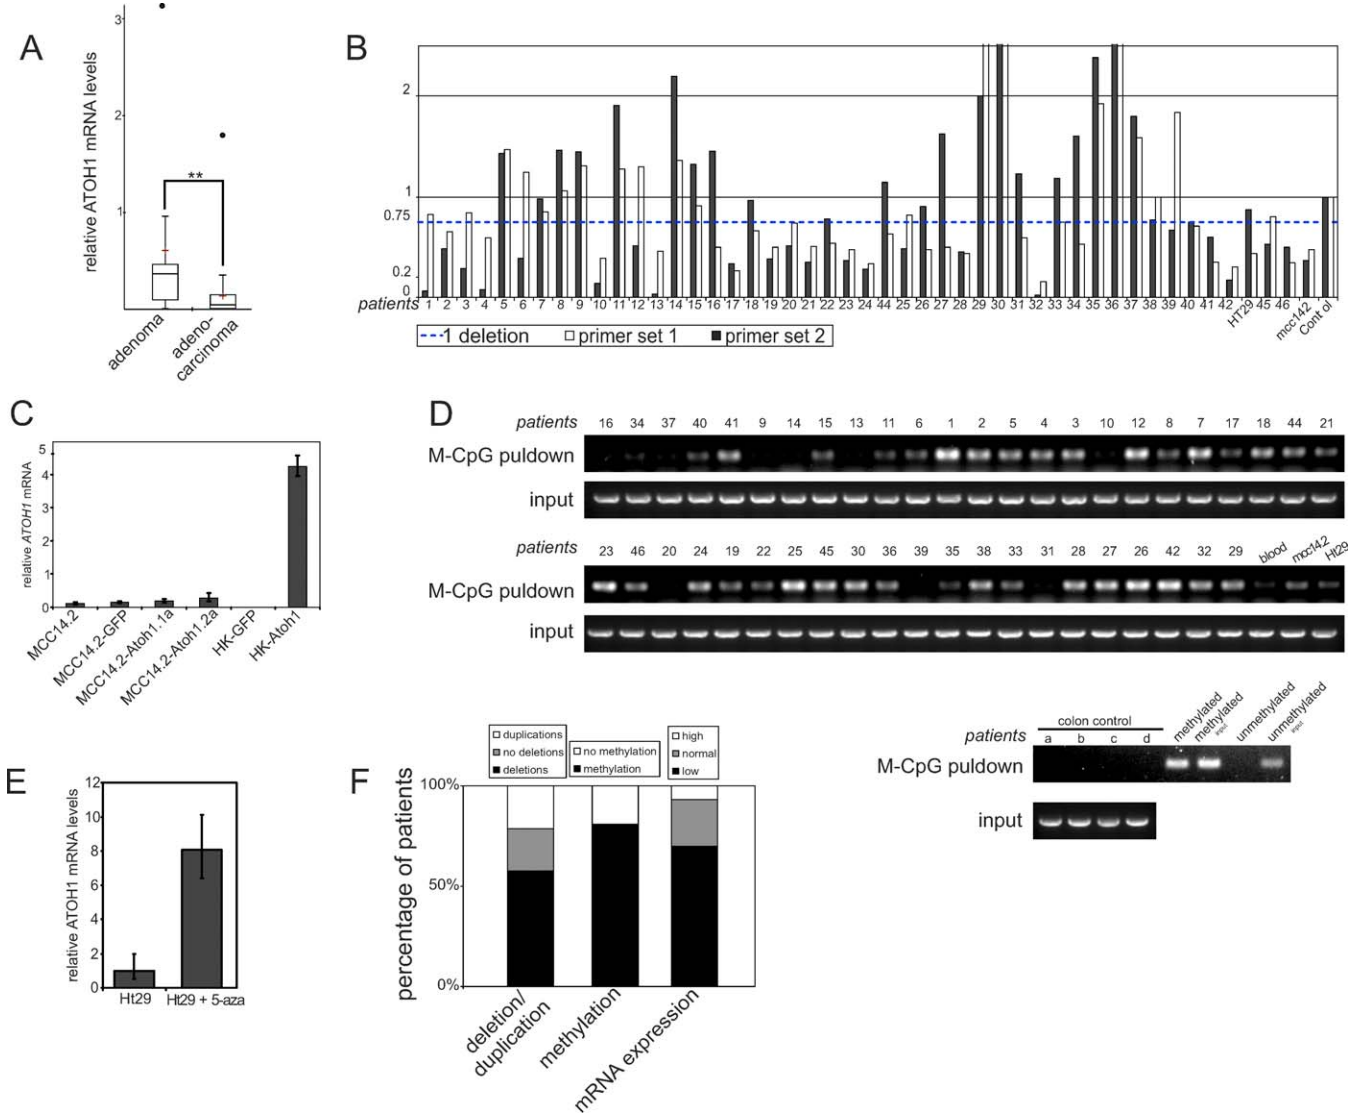 A
relative ATOH1 mRNA levels
3
2
1
**
adenoma
adeno-
carcinoma
B
2
1
0.75
0.2
0
patients 1 2 3 4 5 6 7 8 9 10 11 12 13 14 15 16 17 18 19 20 21 22 23 24 44 25 26 27 28 29 30 31 32 33 34 35 36 37 38 39 40 41 42 HT29 45 46 mcc142 Cont ol
1 deletion primer set 1 primer set 2
C
relative ATOH1 mRNA
5
4
3
2
1
0
MCC14.2
MCC14.2-GFP
MCC14.2-Atoh1.1a
MCC14.2-Atoh1.2a
HK-GFP
HK-Atoh1
D
patients 16 34 37 40 41 9 14 15 13 11 6 1 2 5 4 3 10 12 8 7 17 18 44 21
M-CpG puldown
input
patients 23 46 20 24 19 22 25 45 30 36 39 35 38 33 31 28 27 26 42 32 29 blood mcc14.2 Ht29
M-CpG puldown
input
colon control
patients a b c d methylated methylated input unmethylated unmethylated input
M-CpG puldown
input
E
relative ATOH1 mRNA levels
12
10
8
6
4
2
0
Ht29 Ht29 + 5-aza
F
duplications
no deletions
deletions
no methylation
methylation
high
normal
low
percentage of patients
100%
50%
0%
deletion/
duplication
methylation
mRNA expression